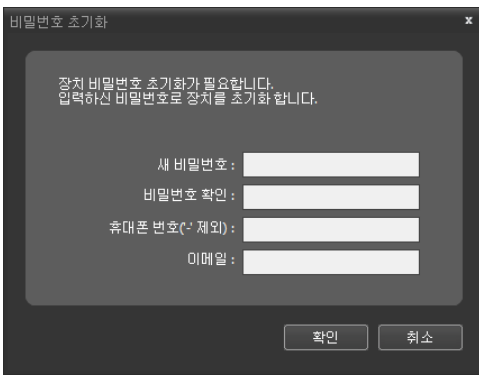 비밀번호 초기화 x
장치 비밀번호 초기화가 필요합니다.
입력하신 비밀번호로 장치를 초기화 합니다.
새 비밀번호 :
비밀번호 확인 :
휴대폰 번호('-' 제외) :
이메일 :
확인 취소